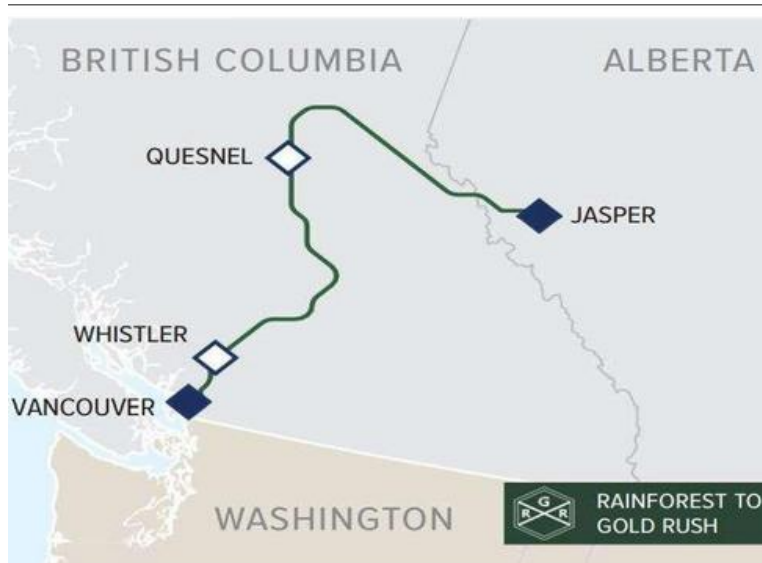 BRITISH COLUMBIA
ALBERTA
QUESNEL
JASPER
WHISTLER
VANCOUVER
WASHINGTON
G
R R
RAINFOREST TO
GOLD RUSH